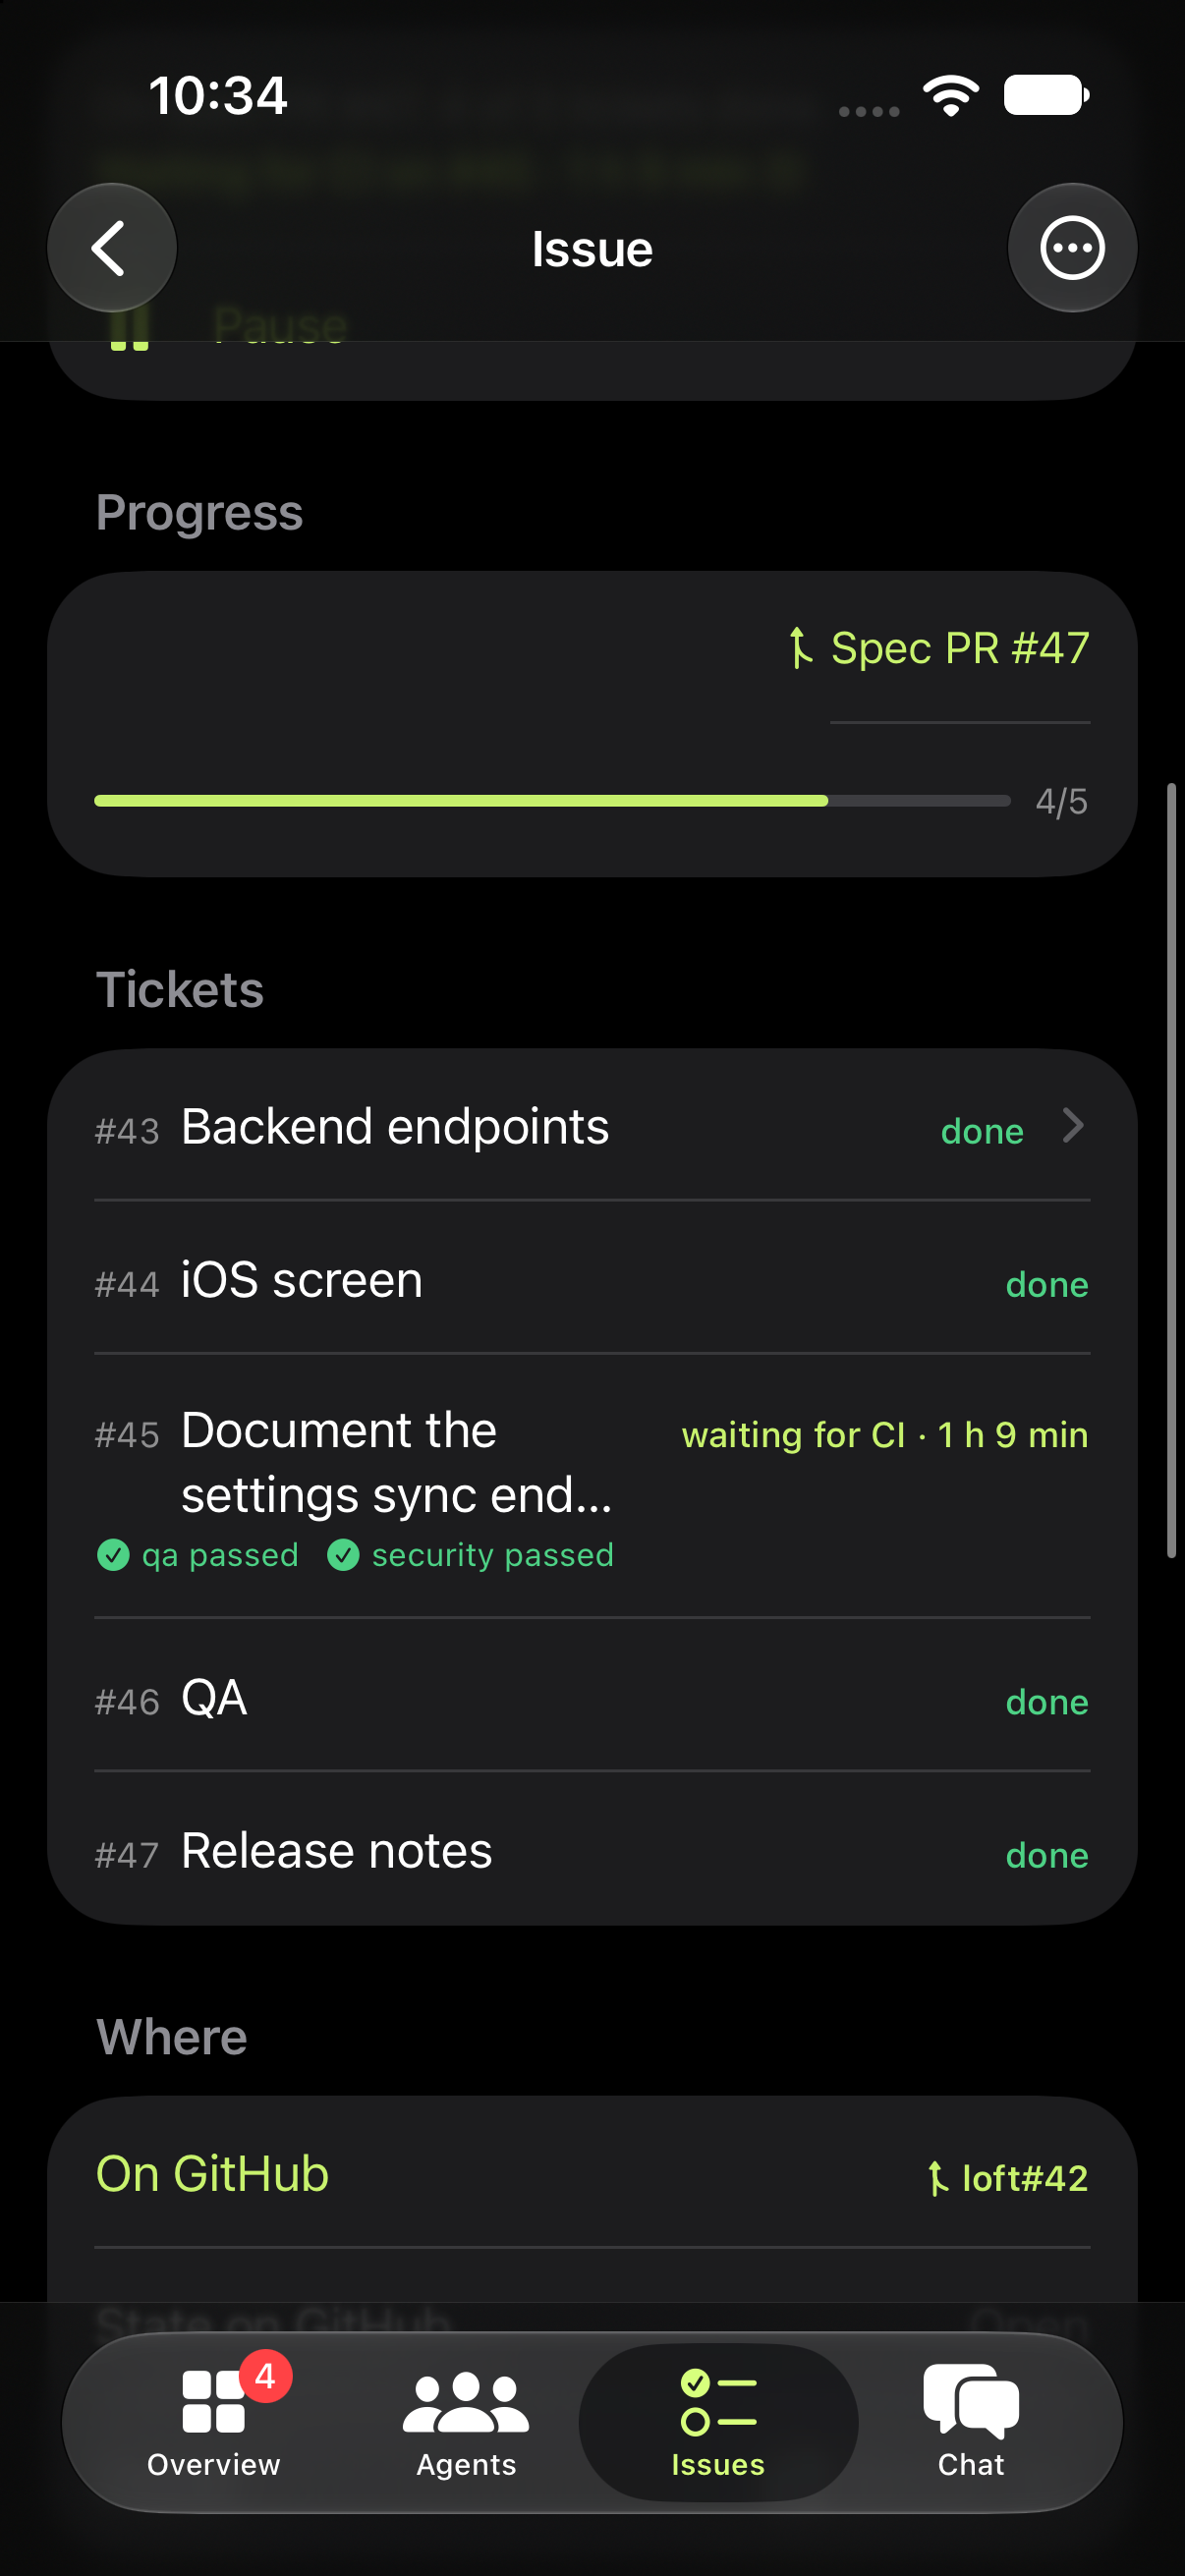 10:34
Issue
Pause
Progress
Spec PR #47
4/5
Tickets
#43 Backend endpoints done
#44 iOS screen done
#45 Document the waiting for CI · 1 h 9 min
settings sync end...
qa passed security passed
#46 QA done
#47 Release notes done
Where
On GitHub loft#42
State on GitHub Open
4
Overview Agents Issues Chat